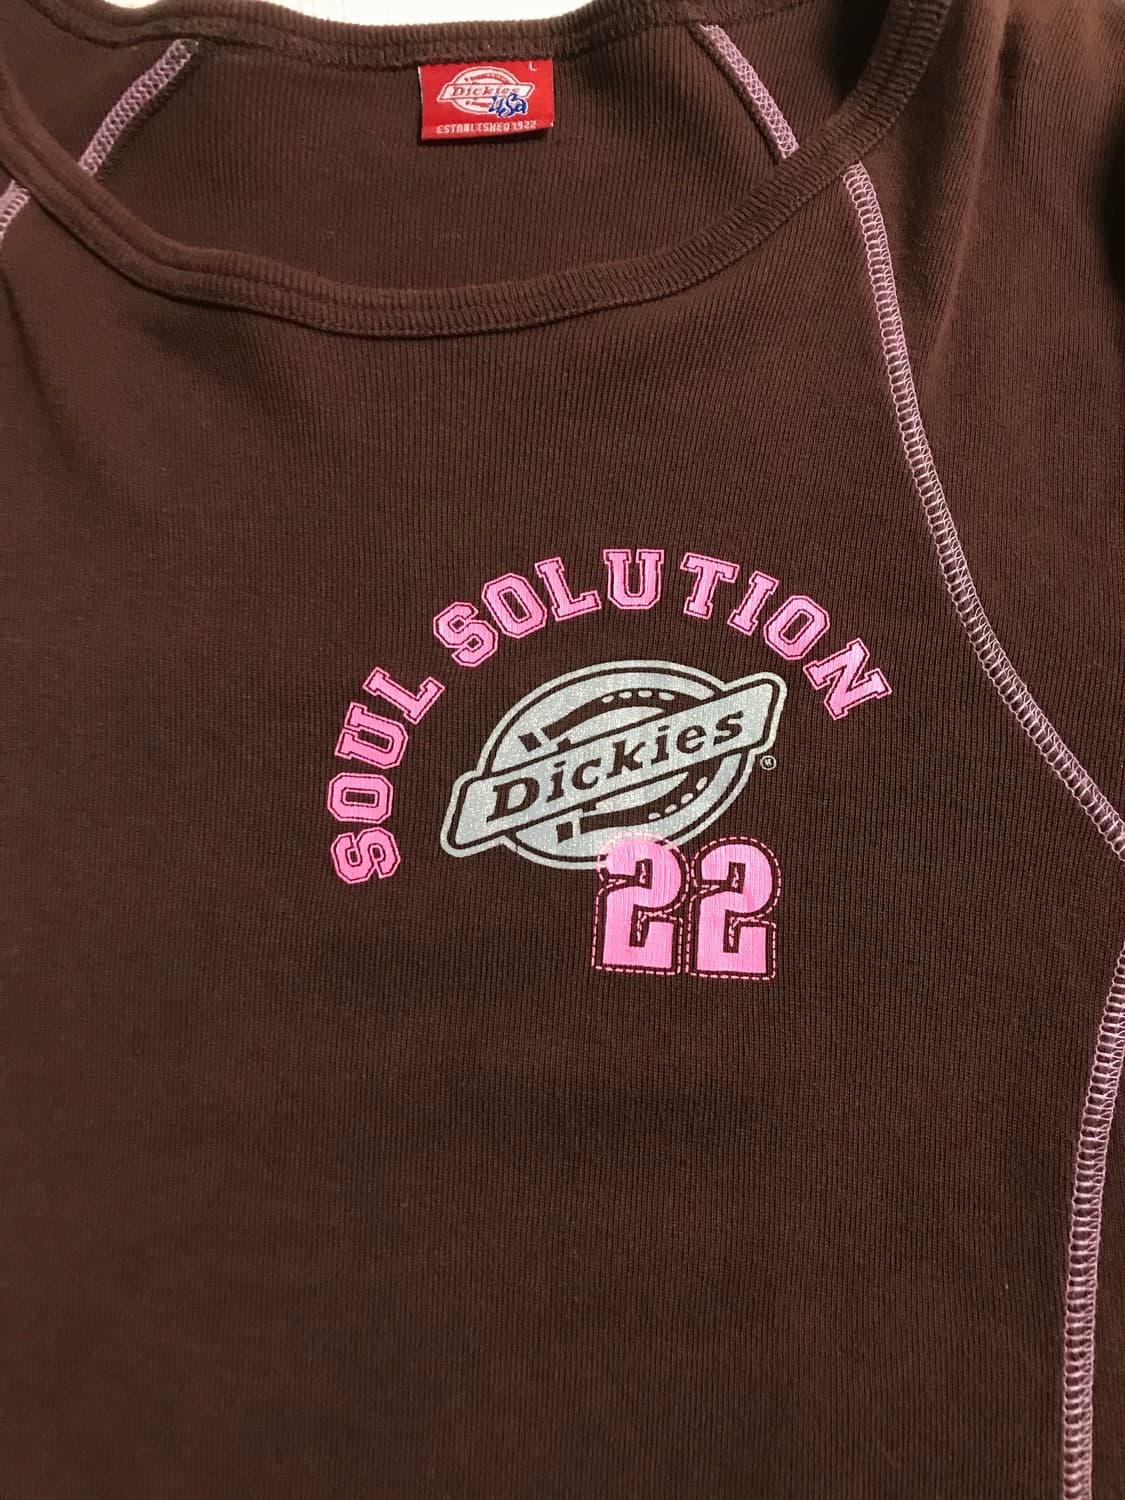 L
Dickies
USA
ESTABLISHED 1922
SOUL SOLUTION
Dickies®
22